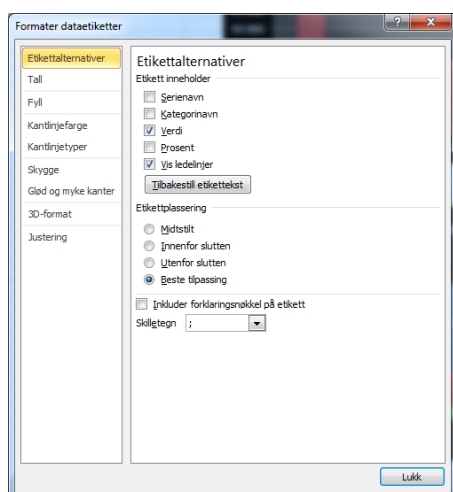 Formater dataetiketter
Etikettalternativer
Tall
Fyll
Kantlinjefarge
Kantlinjetyper
Skygge
Glød og myke kanter
3D-format
Justering
Etikettalternativer
Etikett inneholder
Serienavn
Kategorinavn
Verdi
Prosent
Vis ledelinjer
Tilbakestill etikettekst
Etikettplassering
Midtstilt
Innenfor slutten
Utenfor slutten
Beste tilpassing
Inkluder forklaringsnøkkel på etikett
Skilletegn ;
Lukk